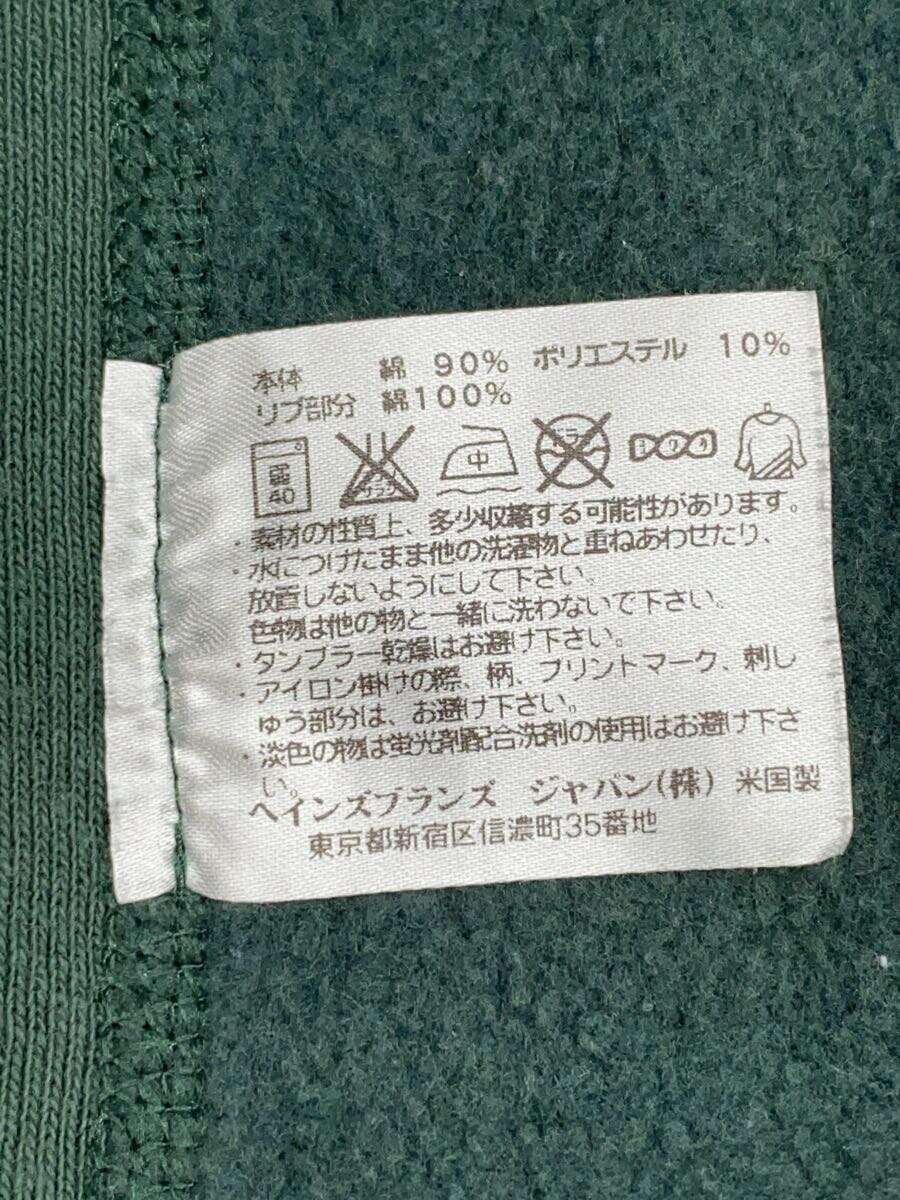 本体 綿 90% ポリエステル 10%
リブ部分 綿100%
40 中
・素材の性質上、多少収縮する可能性があります。
・水につけたまま他の洗濯物と重ねあわせたり、
放置しないようにして下さい。
色物は他の物と一緒に洗わないで下さい。
・タンブラー乾燥はお避け下さい。
・アイロン掛けの際、柄、プリントマーク、刺し
ゅう部分は、お避け下さい。
・淡色の物は蛍光剤配合洗剤の使用はお避け下さ
い。
ヘインズブランズ ジャパン(株) 米国製
東京都新宿区信濃町35番地